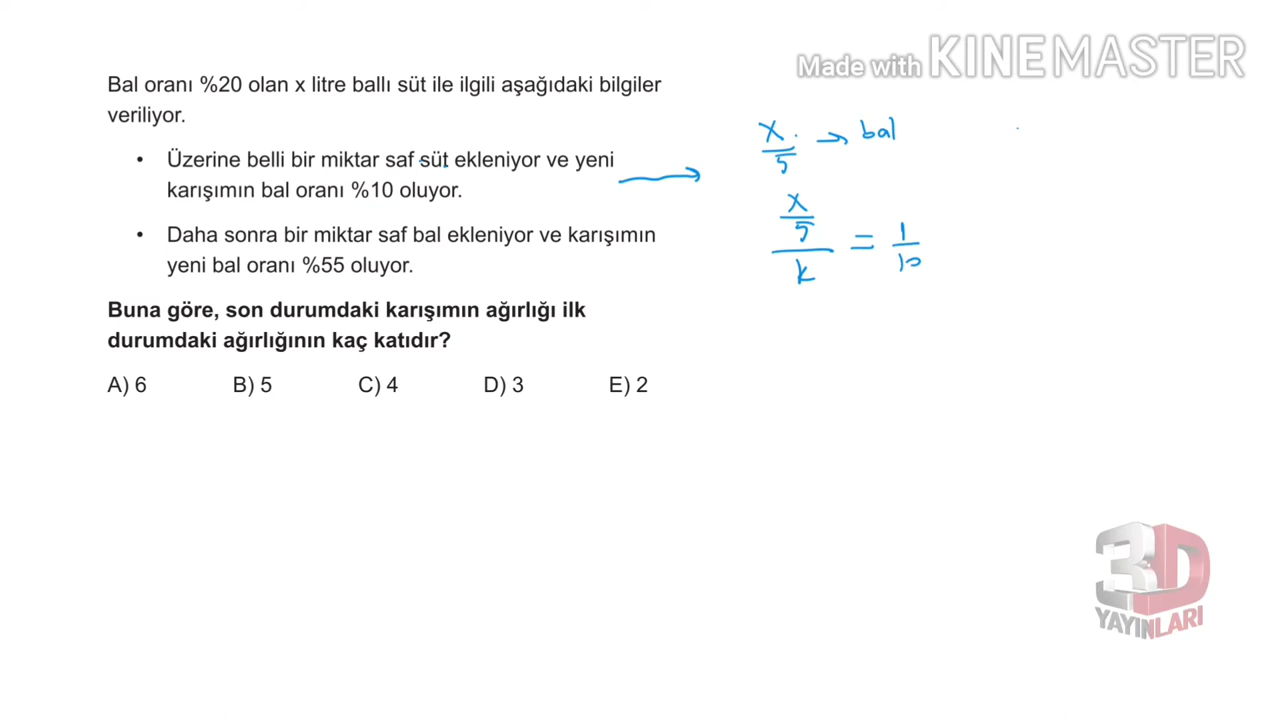 Made with KINEMASTER
Bal oranı %20 olan x litre ballı süt ile ilgili aşağıdaki bilgiler
veriliyor.
• Üzerine belli bir miktar saf süt ekleniyor ve yeni
karışımın bal oranı %10 oluyor.
• Daha sonra bir miktar saf bal ekleniyor ve karışımın
yeni bal oranı %55 oluyor.
Buna göre, son durumdaki karışımın ağırlığı ilk
durumdaki ağırlığının kaç katıdır?
A) 6 B) 5 C) 4 D) 3 E) 2
x/5 → bal
x/5 / k = 1/10
3D
YAYINLARI